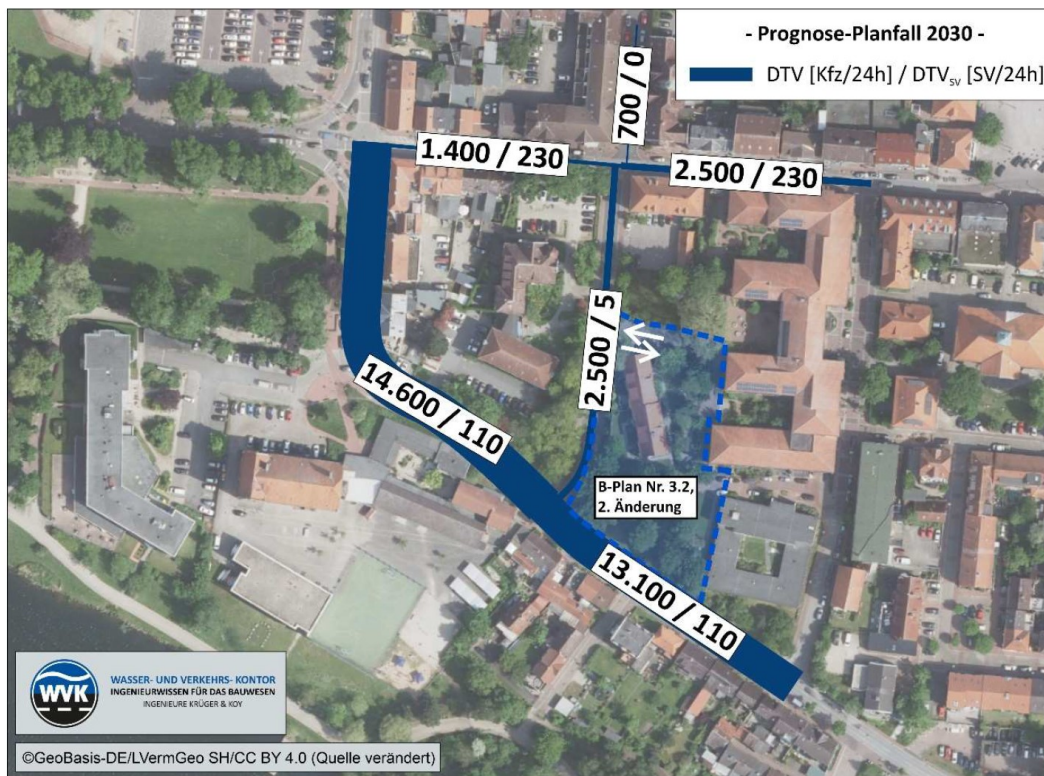 - Prognose-Planfall 2030 -
DTV [Kfz/24h] / DTVSV [SV/24h]
700 / 0
1.400 / 230
2.500 / 230
2.500 / 5
14.600 / 110
B-Plan Nr. 3.2,
2. Änderung
13.100 / 110
WVK
WASSER- UND VERKEHRS- KONTOR
INGENIEURWISSEN FÜR DAS BAUWESEN
INGENIEURE KRÜGER & KOY
©GeoBasis-DE/LVermGeo SH/CC BY 4.0 (Quelle verändert)